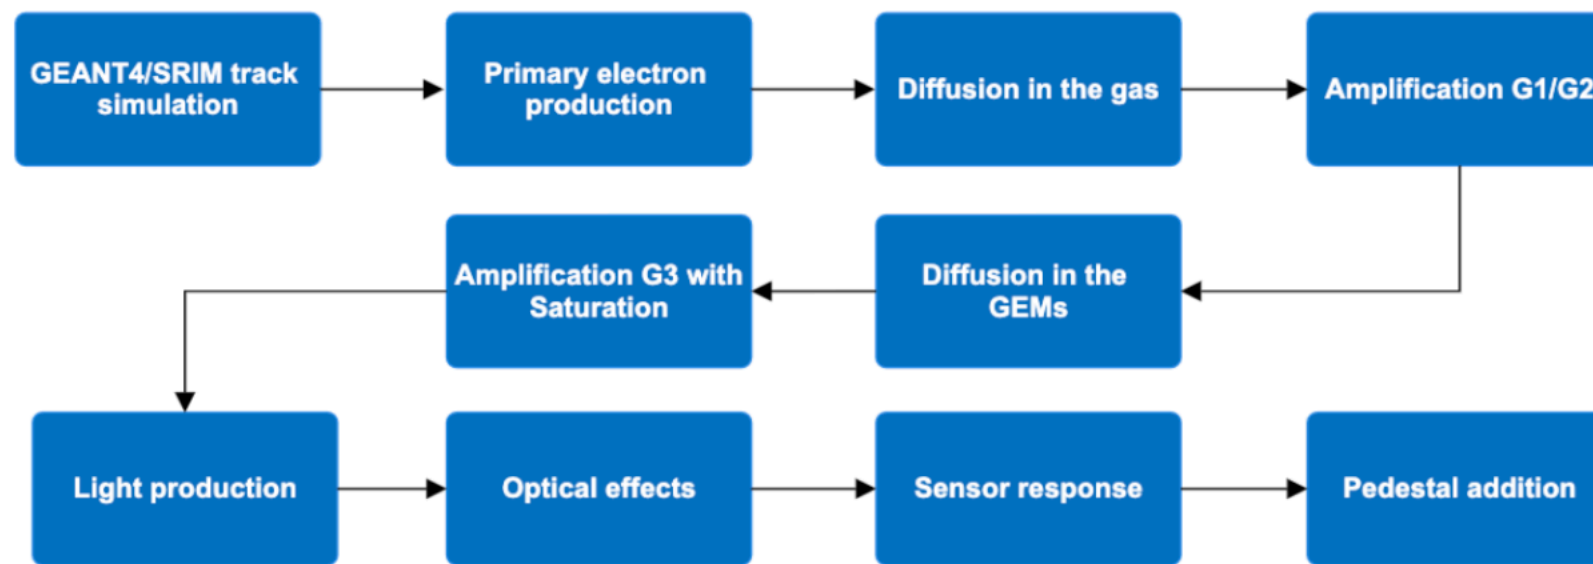 GEANT4/SRIM track
simulation
Primary electron
production
Diffusion in the gas
Amplification G1/G2
Amplification G3 with
Saturation
Diffusion in the
GEMs
Light production
Optical effects
Sensor response
Pedestal addition